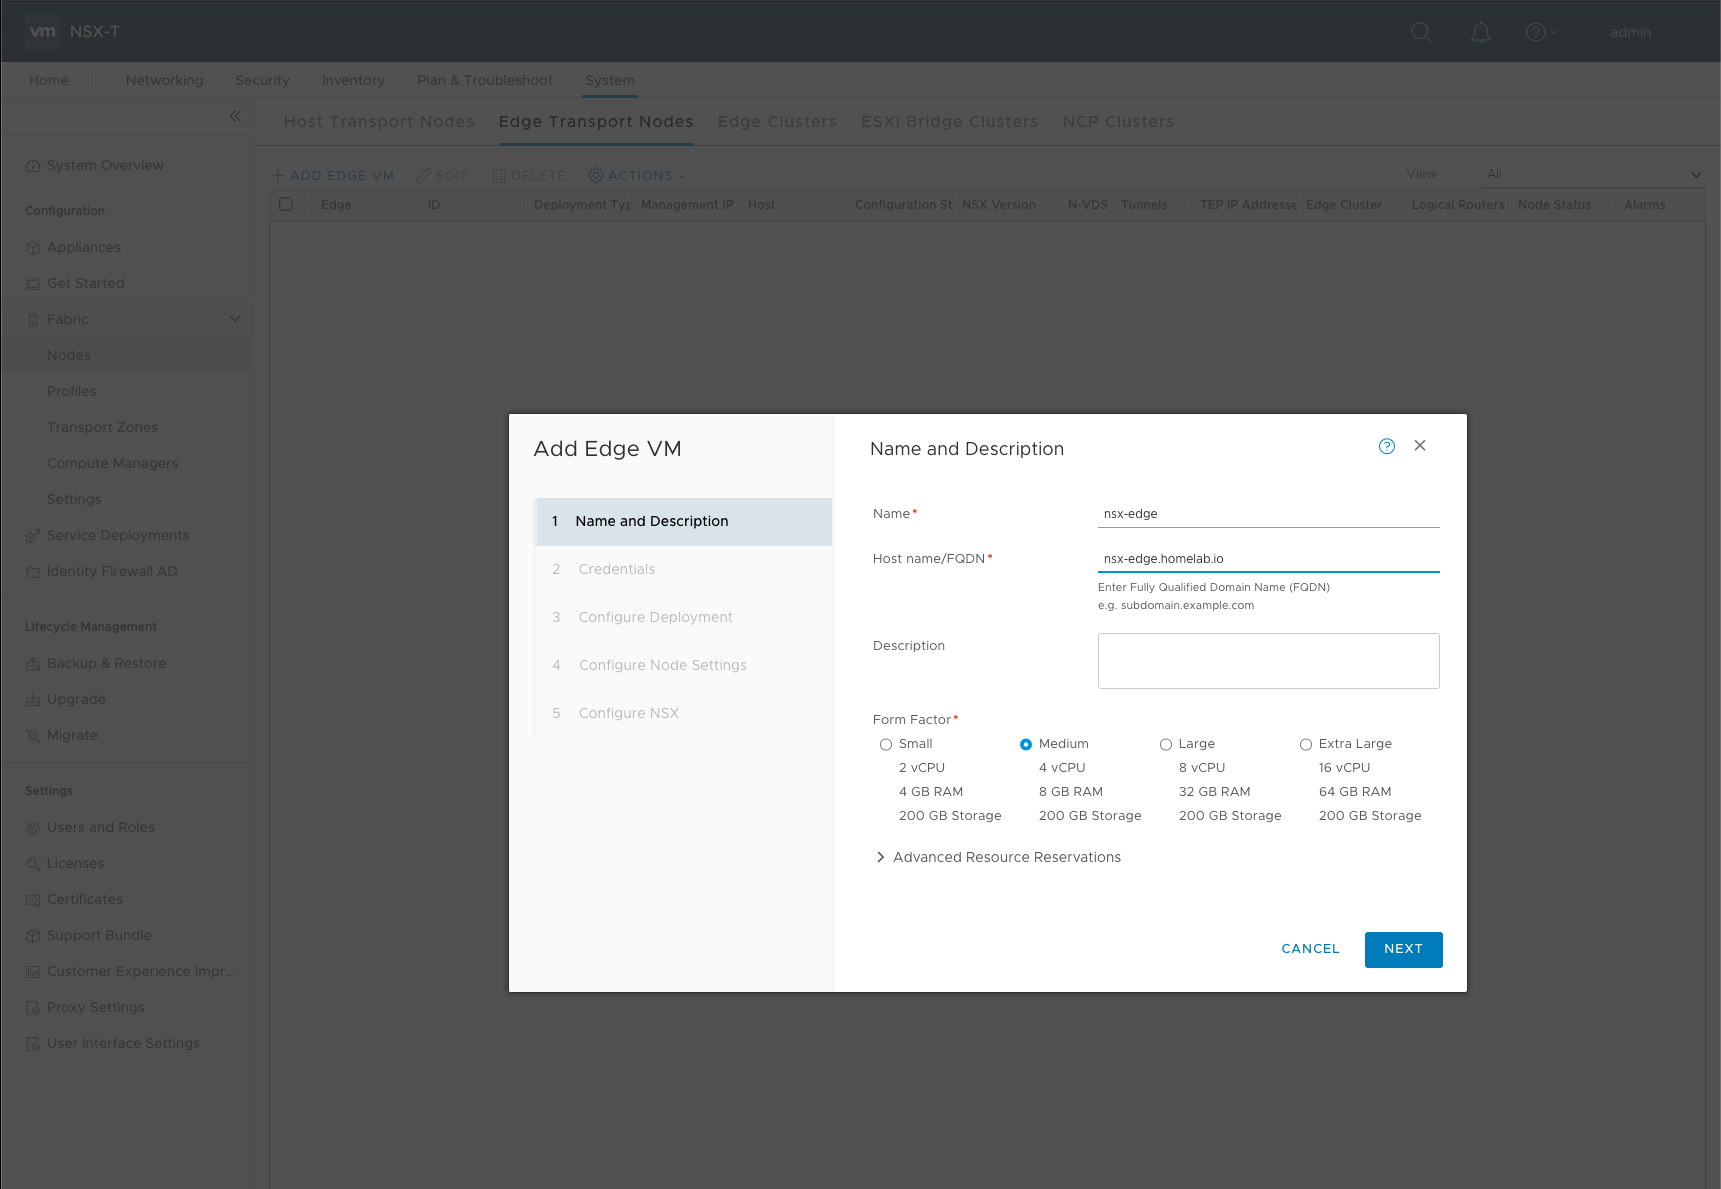 vm NSX-T
admin
Home Networking Security Inventory Plan & Troubleshoot System
Host Transport Nodes Edge Transport Nodes Edge Clusters ESXi Bridge Clusters NCP Clusters
+ ADD EDGE VM EDIT DELETE ACTIONS
View All
Edge ID Deployment Typ Management IP Host Configuration St NSX Version N-VDS Tunnels TEP IP Addresse Edge Cluster Logical Routers Node Status Alarms
System Overview
Configuration
Appliances
Get Started
Fabric
Nodes
Profiles
Transport Zones
Compute Managers
Settings
Service Deployments
Identity Firewall AD
Lifecycle Management
Backup & Restore
Upgrade
Migrate
Settings
Users and Roles
Licenses
Certificates
Support Bundle
Customer Experience Impr...
Proxy Settings
User Interface Settings
Add Edge VM
1 Name and Description
2 Credentials
3 Configure Deployment
4 Configure Node Settings
5 Configure NSX
Name and Description
Name* nsx-edge
Host name/FQDN* nsx-edge.homelab.io
Enter Fully Qualified Domain Name (FQDN)
e.g. subdomain.example.com
Description
Form Factor*
Small Medium Large Extra Large
2 vCPU 4 vCPU 8 vCPU 16 vCPU
4 GB RAM 8 GB RAM 32 GB RAM 64 GB RAM
200 GB Storage 200 GB Storage 200 GB Storage 200 GB Storage
Advanced Resource Reservations
CANCEL NEXT